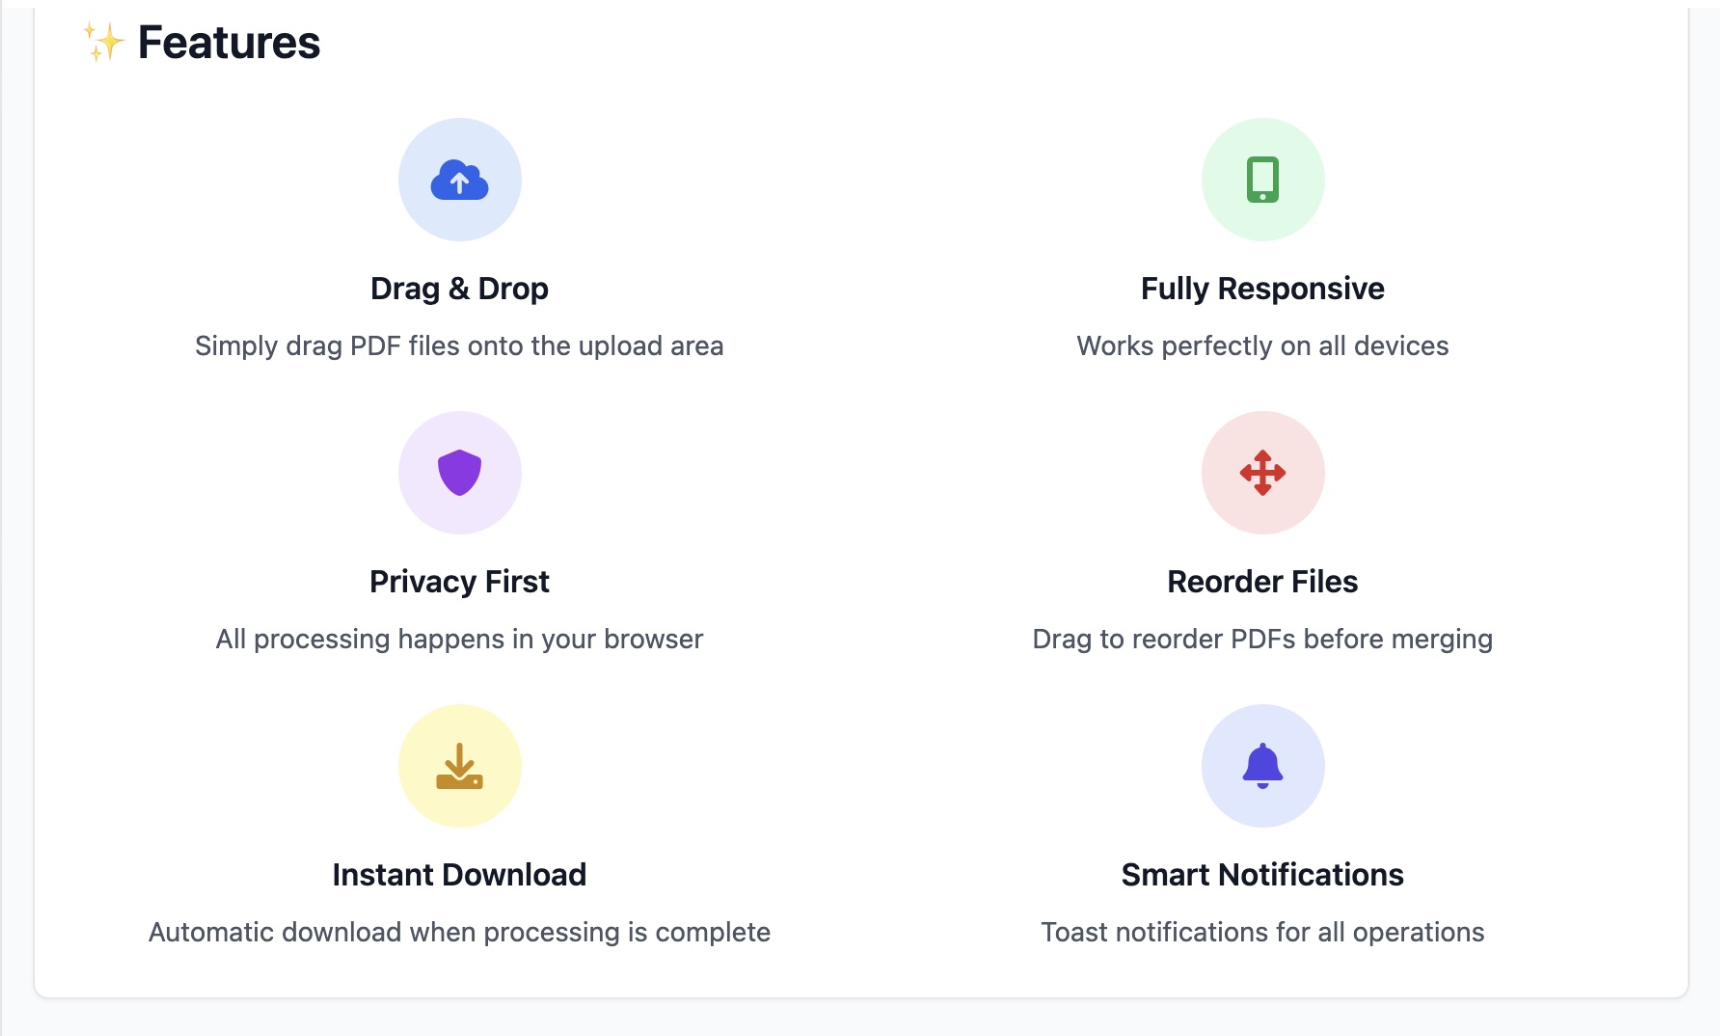 ✨ Features
Drag & Drop
Simply drag PDF files onto the upload area
Fully Responsive
Works perfectly on all devices
Privacy First
All processing happens in your browser
Reorder Files
Drag to reorder PDFs before merging
Instant Download
Automatic download when processing is complete
Smart Notifications
Toast notifications for all operations